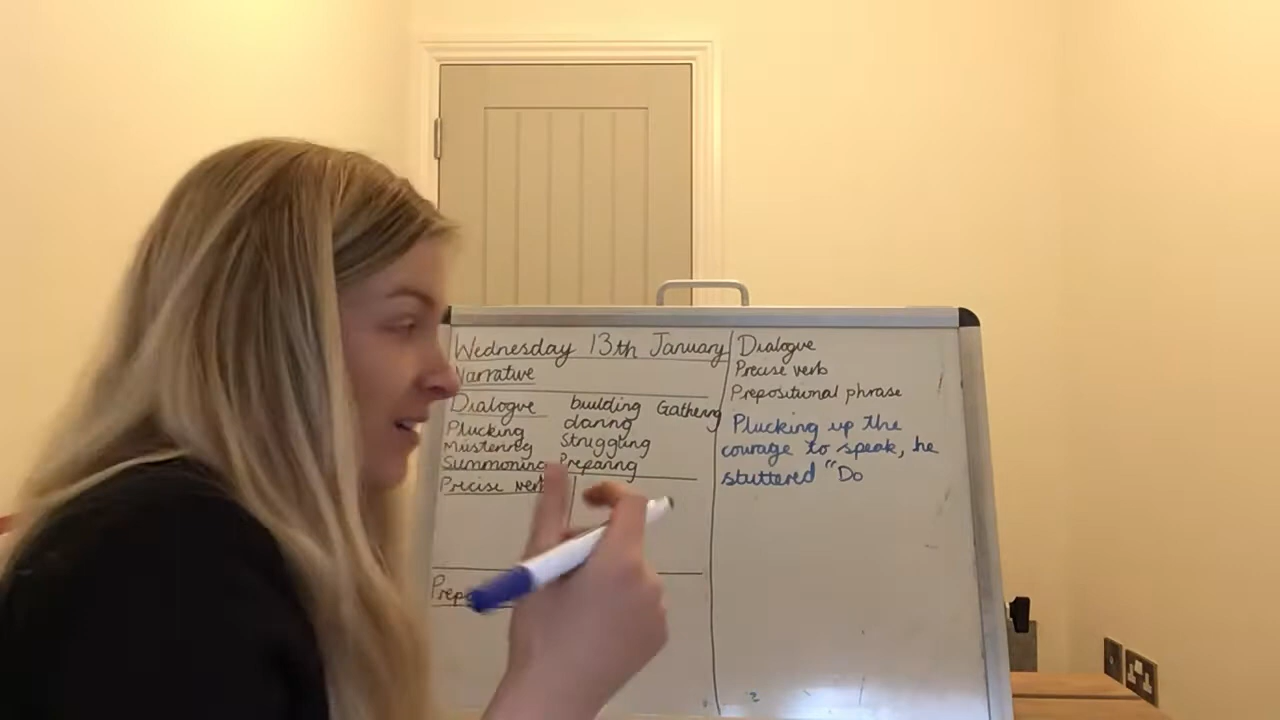 Wednesday 13th January
Narrative
Dialogue building Gathering
Plucking daring
Mustering Struggling
Summoning Preparing
Precise verb
Prepo
Dialogue
Precise verb
Prepositional phrase
Plucking up the
courage to speak, he
stuttered "Do